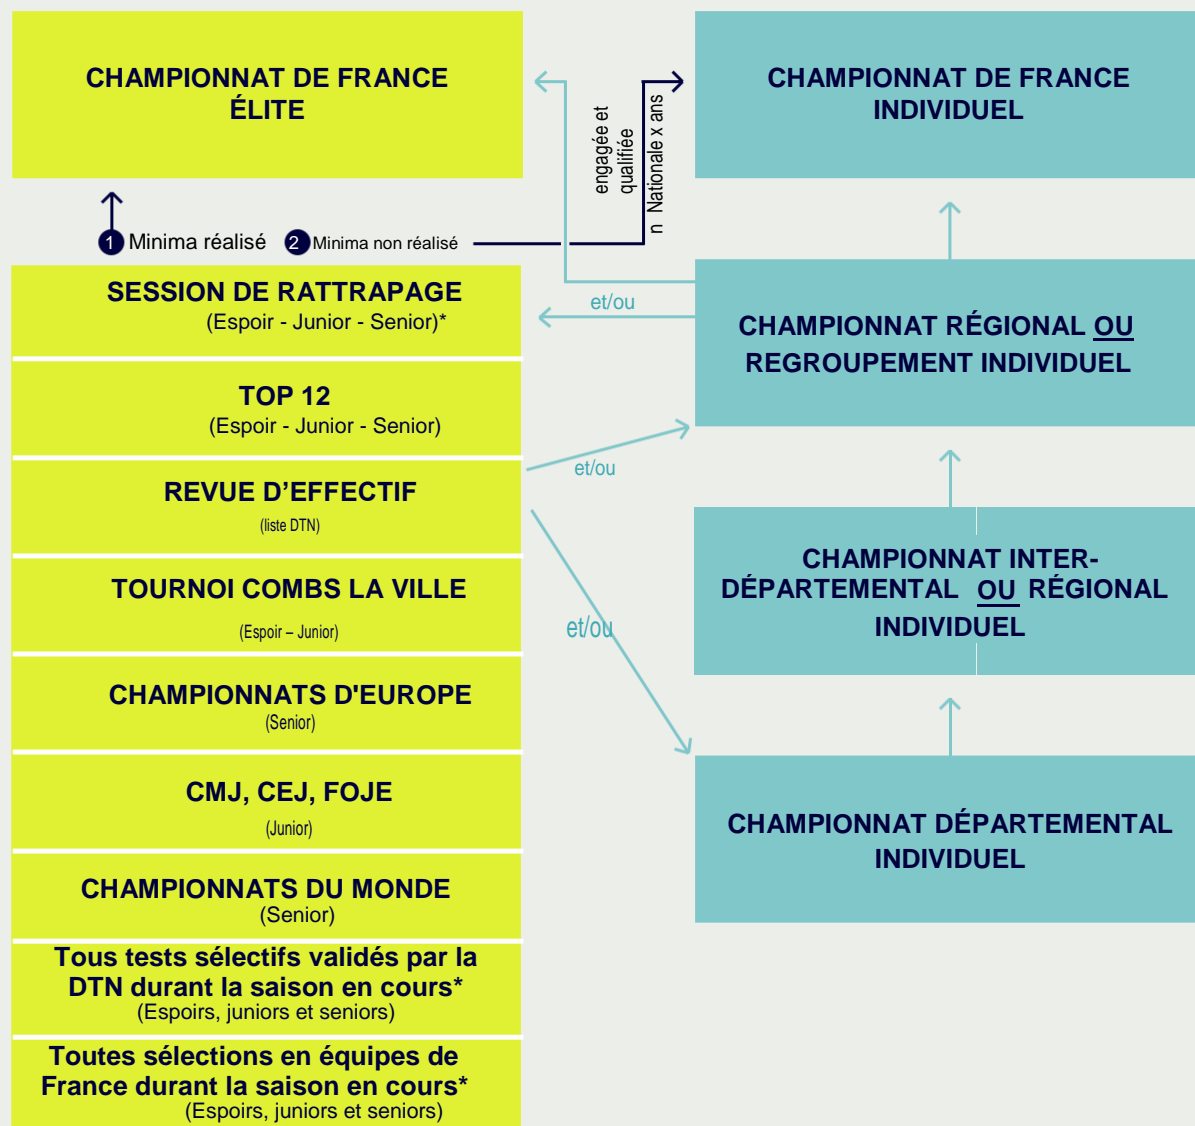 CHAMPIONNAT DE FRANCE
ÉLITE
1 Minima réalisé
2 Minima non réalisé
engagée et
qualifiée
n Nationale x ans
SESSION DE RATTRAPAGE
(Espoir - Junior - Senior)*
TOP 12
(Espoir - Junior - Senior)
REVUE D’EFFECTIF
(liste DTN)
TOURNOI COMBS LA VILLE
(Espoir – Junior)
CHAMPIONNATS D'EUROPE
(Senior)
CMJ, CEJ, FOJE
(Junior)
CHAMPIONNATS DU MONDE
(Senior)
Tous tests sélectifs validés par la
DTN durant la saison en cours*
(Espoirs, juniors et seniors)
Toutes sélections en équipes de
France durant la saison en cours*
(Espoirs, juniors et seniors)
et/ou
et/ou
et/ou
CHAMPIONNAT DE FRANCE
INDIVIDUEL
CHAMPIONNAT RÉGIONAL OU
REGROUPEMENT INDIVIDUEL
CHAMPIONNAT INTER-
DÉPARTEMENTAL OU RÉGIONAL
INDIVIDUEL
CHAMPIONNAT DÉPARTEMENTAL
INDIVIDUEL